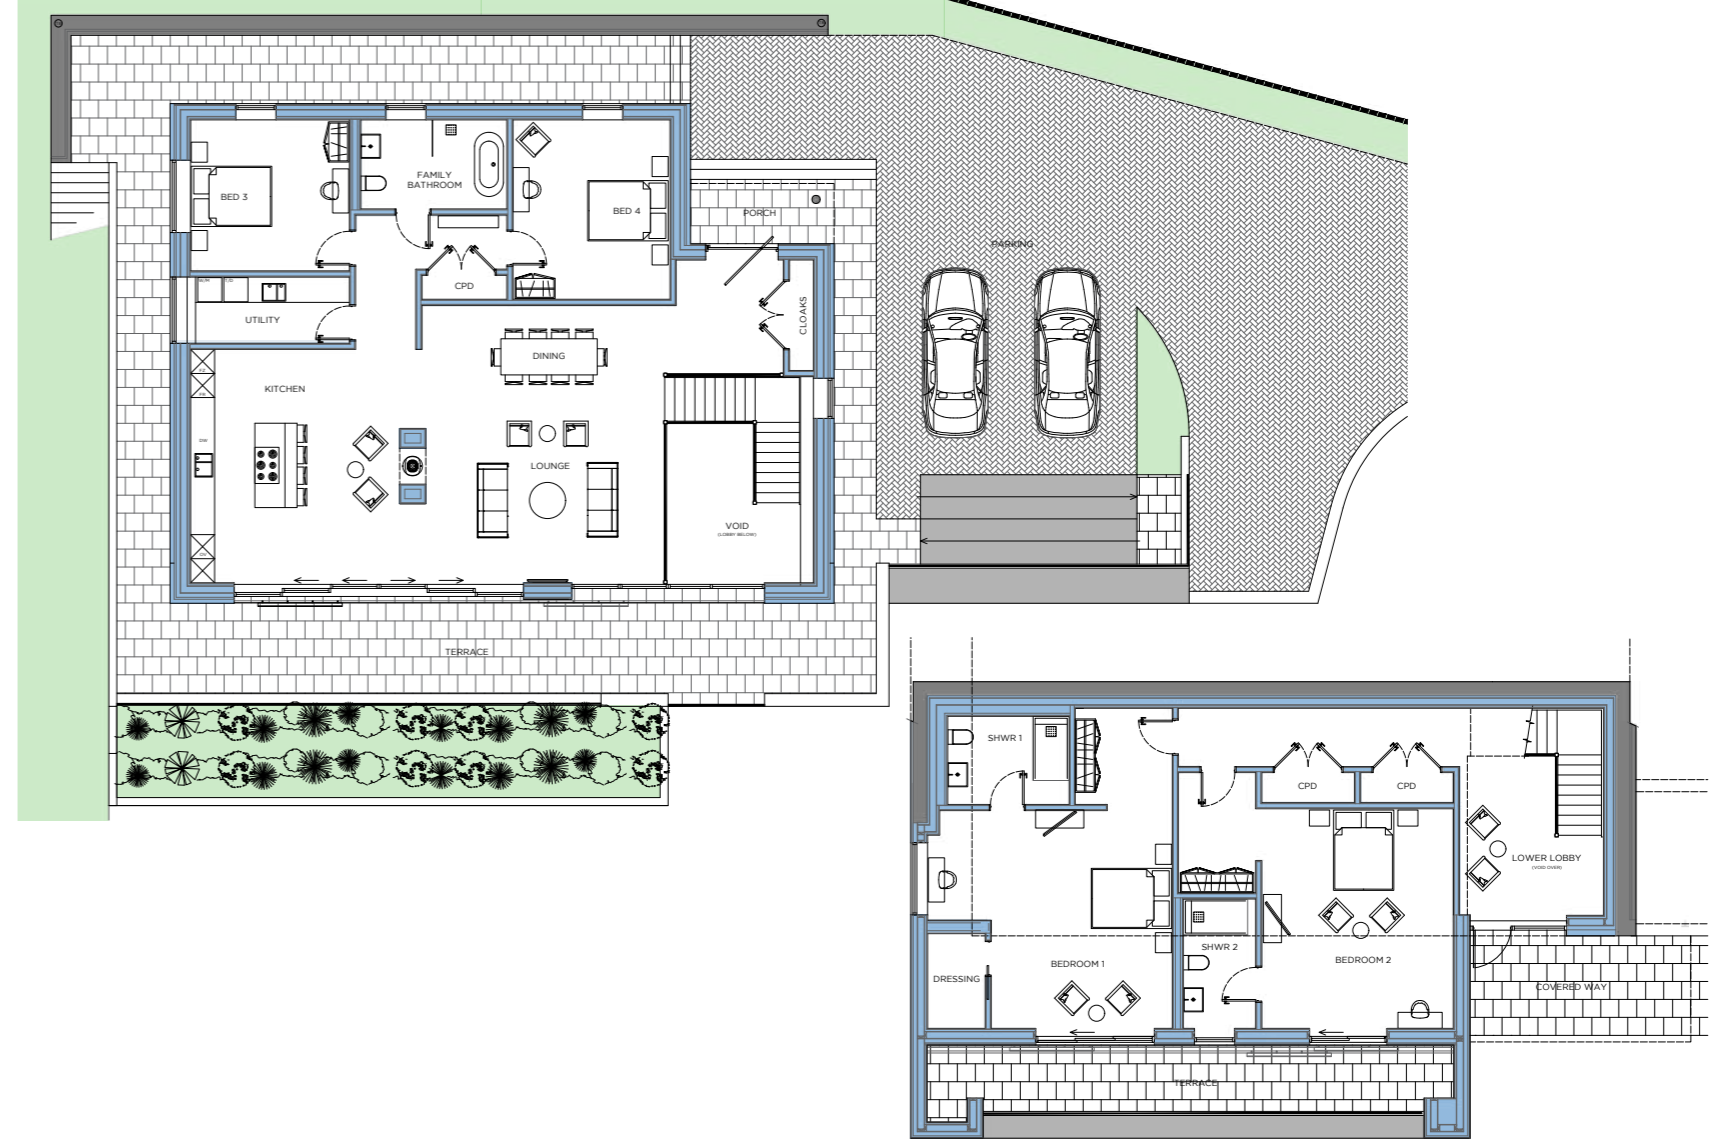 BED 3
FAMILY
BATHROOM
BED 4
PORCH
PARKING
CPD
CLOAKS
UTILITY
DINING
KITCHEN
LOUNGE
DW
VOID
(LOBBY BELOW)
TERRACE
SHWR 1
CPD
CPD
LOWER LOBBY
(VOID OVER)
SHWR 2
BEDROOM 1
BEDROOM 2
DRESSING
COVERED WAY
TERRACE